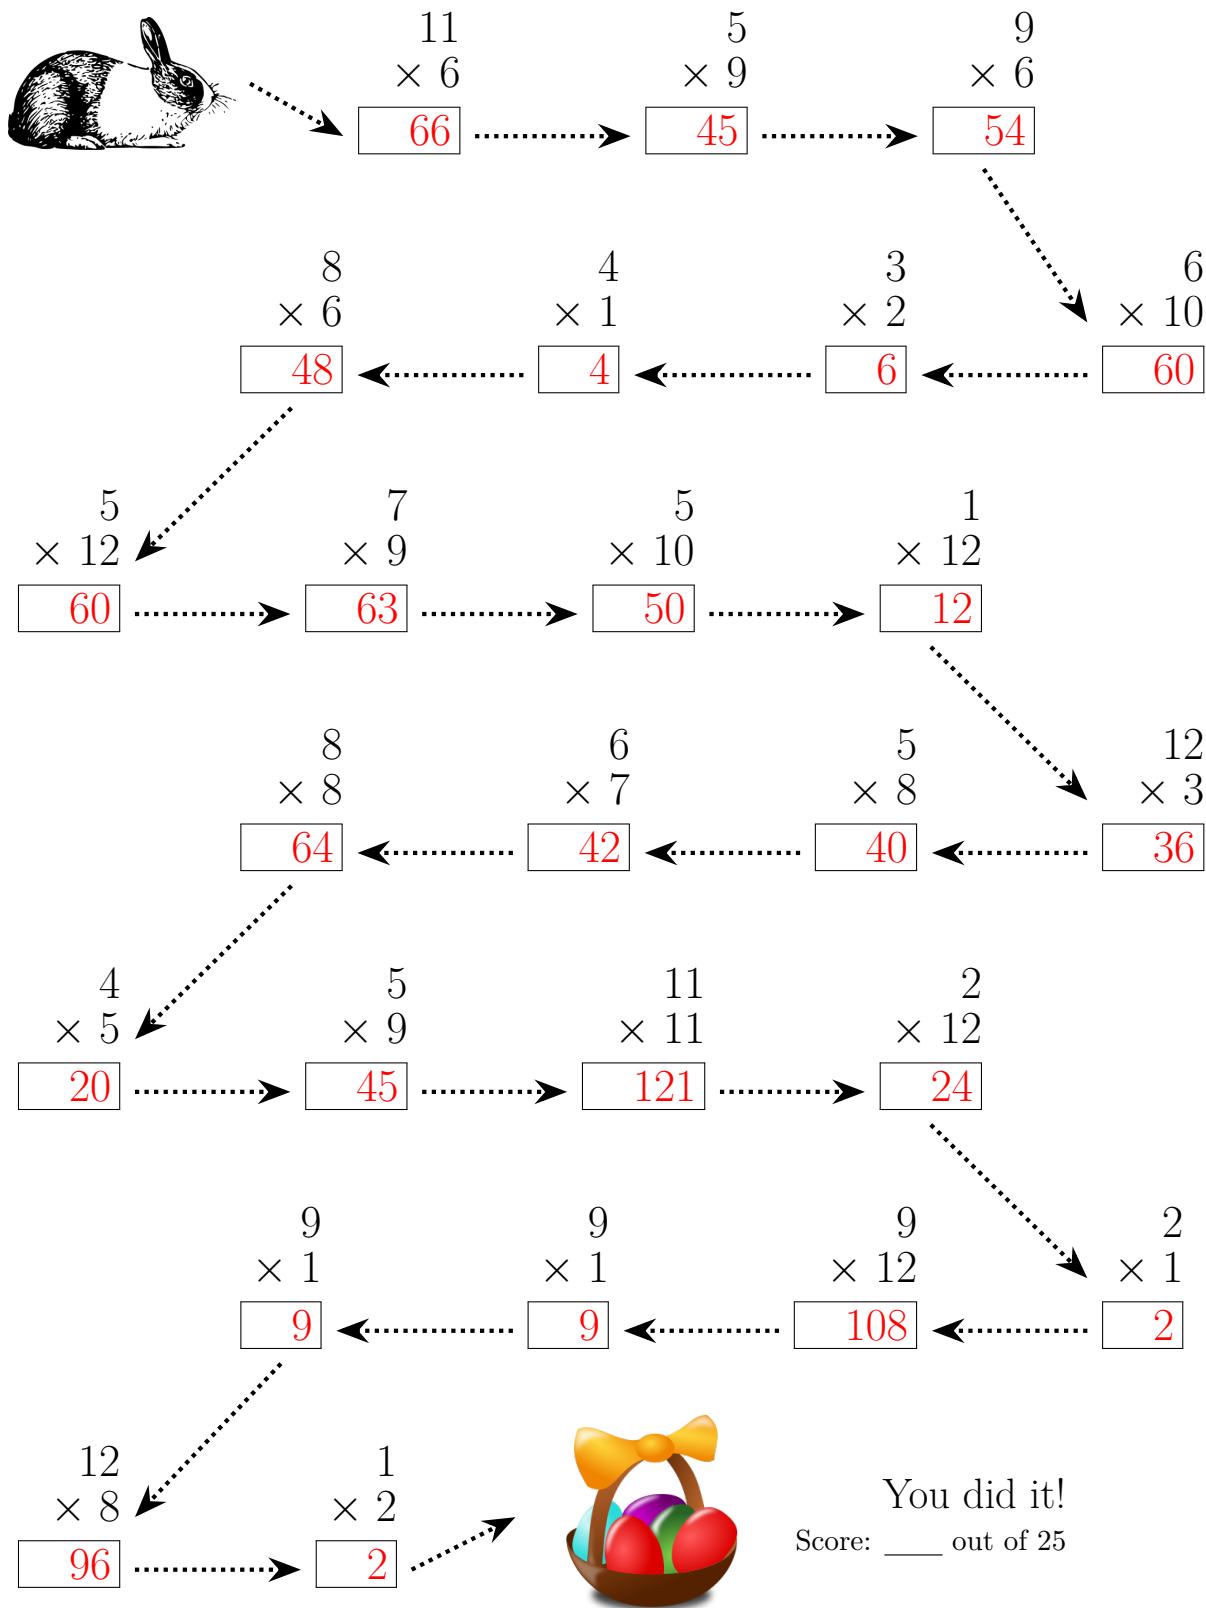 11 5 9
× 6 × 9 × 6
66 45 54
8 4 3 6
× 6 × 1 × 2 × 10
48 4 6 60
5 7 5 1
× 12 × 9 × 10 × 12
60 63 50 12
8 6 5 12
× 8 × 7 × 8 × 3
64 42 40 36
4 5 11 2
× 5 × 9 × 11 × 12
20 45 121 24
9 9 9 2
× 1 × 1 × 12 × 1
9 9 108 2
12 1
× 8 × 2
96 2
You did it!
Score: ____ out of 25